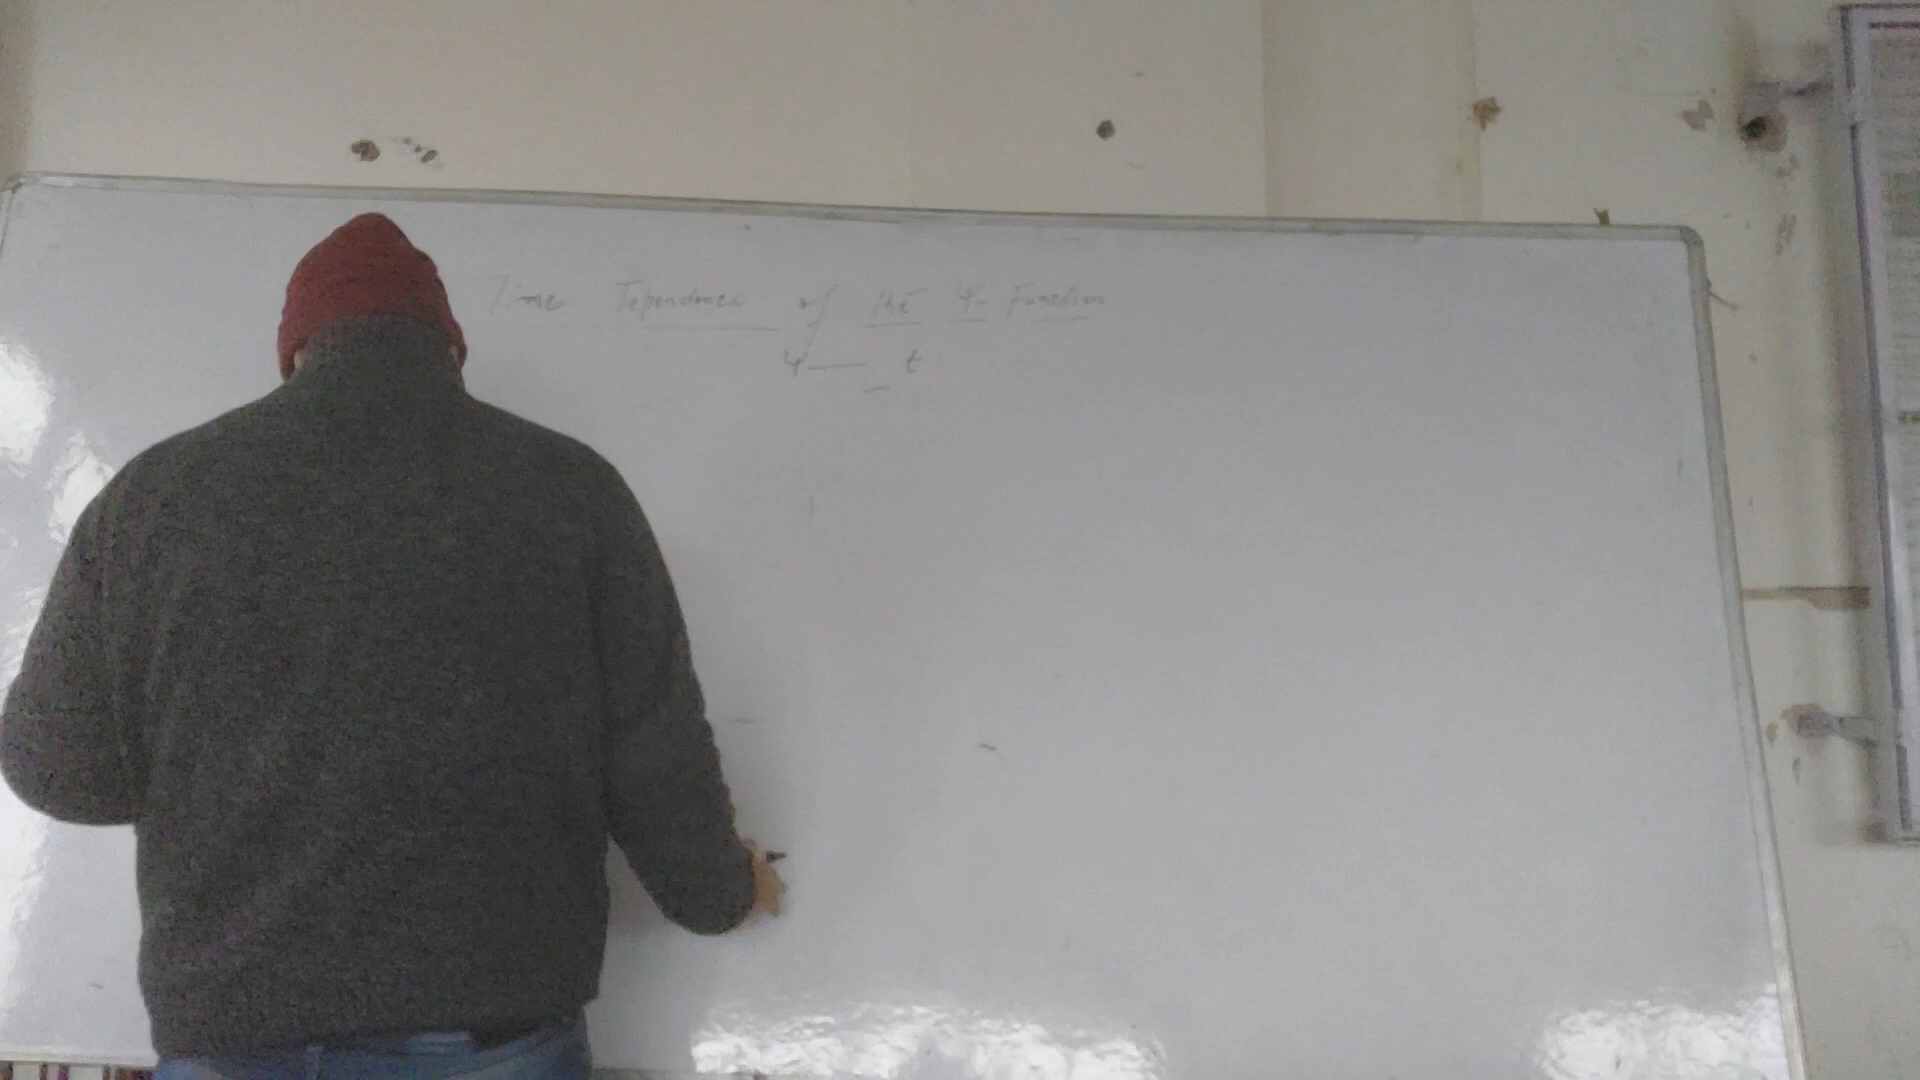 Time Dependence of the Ψ- Function
Ψ — t